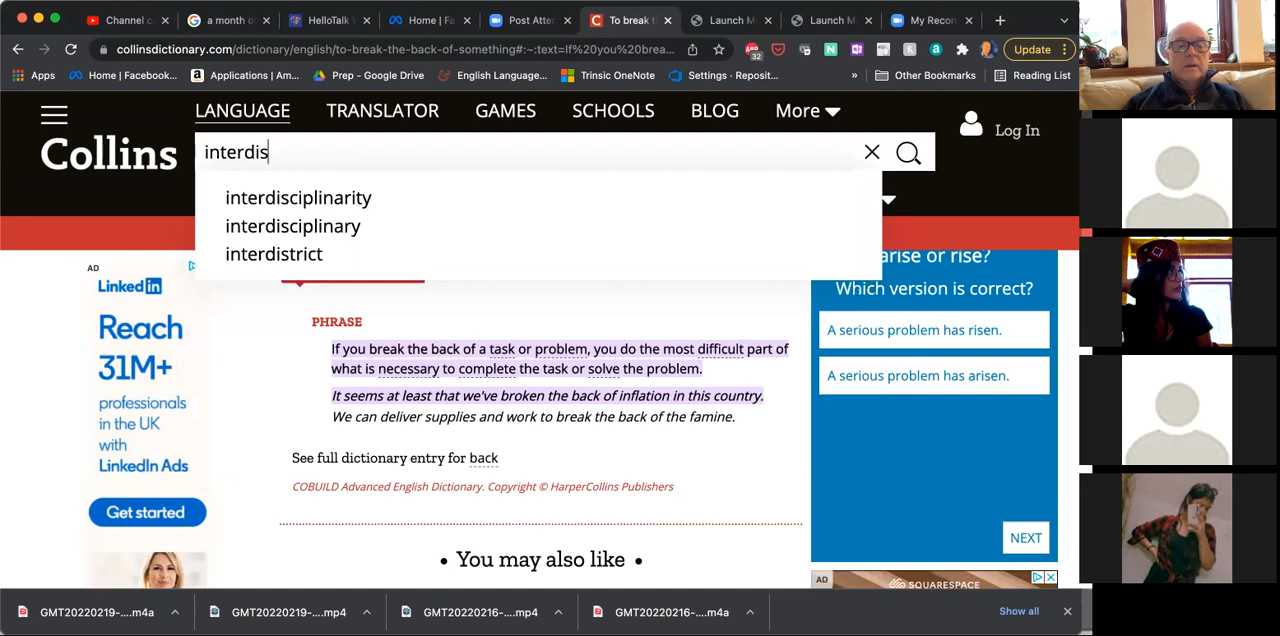 Channel c
a month of
HelloTalk
Home | Fa
Post Atten
To break t
Launch M
Launch M
My Recor
collinsdictionary.com/dictionary/english/to-break-the-back-of-something#:~:text=If%20you%20brea...
32
Update
Apps
Home | Facebook...
Applications | Am...
Prep - Google Drive
English Language...
Trinsic OneNote
Settings · Reposit...
»
Other Bookmarks
Reading List
LANGUAGE
TRANSLATOR
GAMES
SCHOOLS
BLOG
More
Log In
Collins
interdis
interdisciplinarity
interdisciplinary
interdistrict
AD
Linked in
Reach
31M+
professionals
in the UK
with
LinkedIn Ads
Get started
PHRASE
If you break the back of a task or problem, you do the most difficult part of
what is necessary to complete the task or solve the problem.
It seems at least that we've broken the back of inflation in this country.
We can deliver supplies and work to break the back of the famine.
See full dictionary entry for back
COBUILD Advanced English Dictionary. Copyright © HarperCollins Publishers
• You may also like •
arise or rise?
Which version is correct?
A serious problem has risen.
A serious problem has arisen.
NEXT
AD
SQUARESPACE
GMT20220219-....m4a
GMT20220219-....mp4
GMT20220216-....mp4
GMT20220216-....m4a
Show all